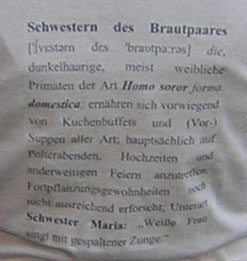 Schwestern des Brautpaares
['ʃvɛstəm des 'brautpa:rəs] die,
dunkelhaarige, meist weibliche
Primaten der Art Homo soror forma
domestica; ernähren sich vorwiegend
von Kuchenbuffets und (Vor-)
Suppen aller Art; hauptsächlich auf
Polterabenden, Hochzeiten und
anderweitigen Feiern anzutreffen,
Fortpflanzungsgewohnheiten noch
nicht ausreichend erforscht; Unterart
Schwester Maria: „Weiße Frau
singt mit gespaltener Zunge.“